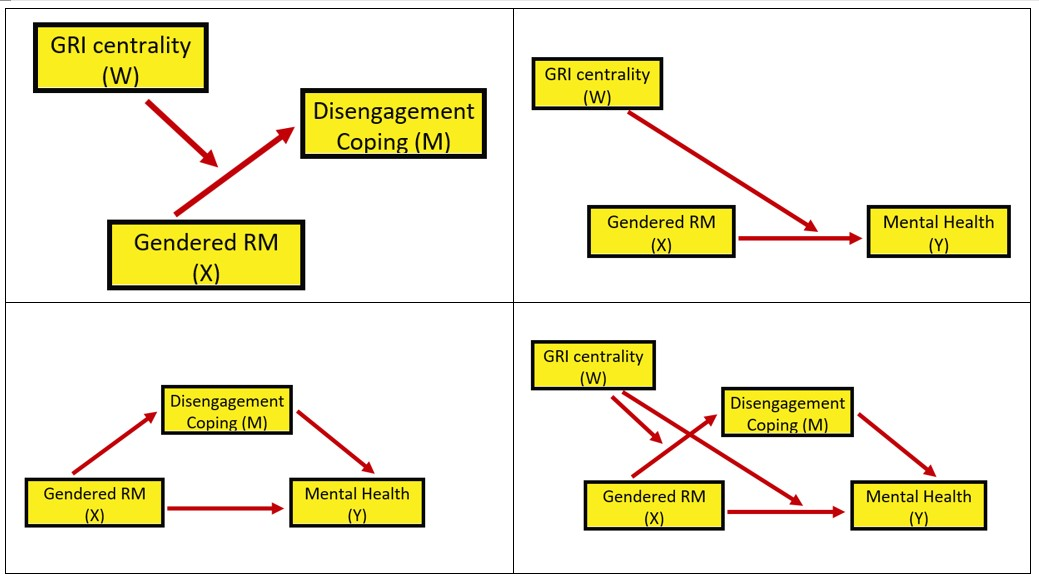 GRI centrality
(W)
Disengagement
Coping (M)
Gendered RM
(X)
GRI centrality
(W)
Gendered RM
(X)
Mental Health
(Y)
Disengagement
Coping (M)
Gendered RM
(X)
Mental Health
(Y)
GRI centrality
(W)
Disengagement
Coping (M)
Gendered RM
(X)
Mental Health
(Y)